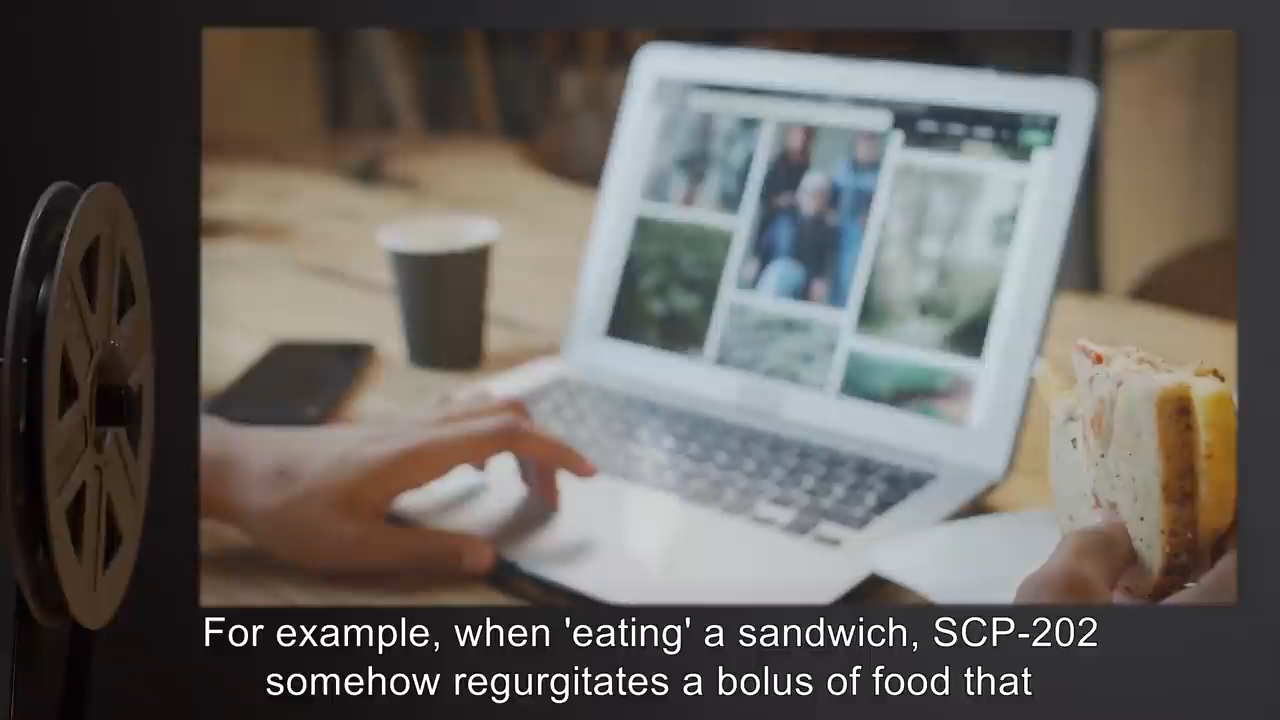 For example, when 'eating' a sandwich, SCP-202
somehow regurgitates a bolus of food that